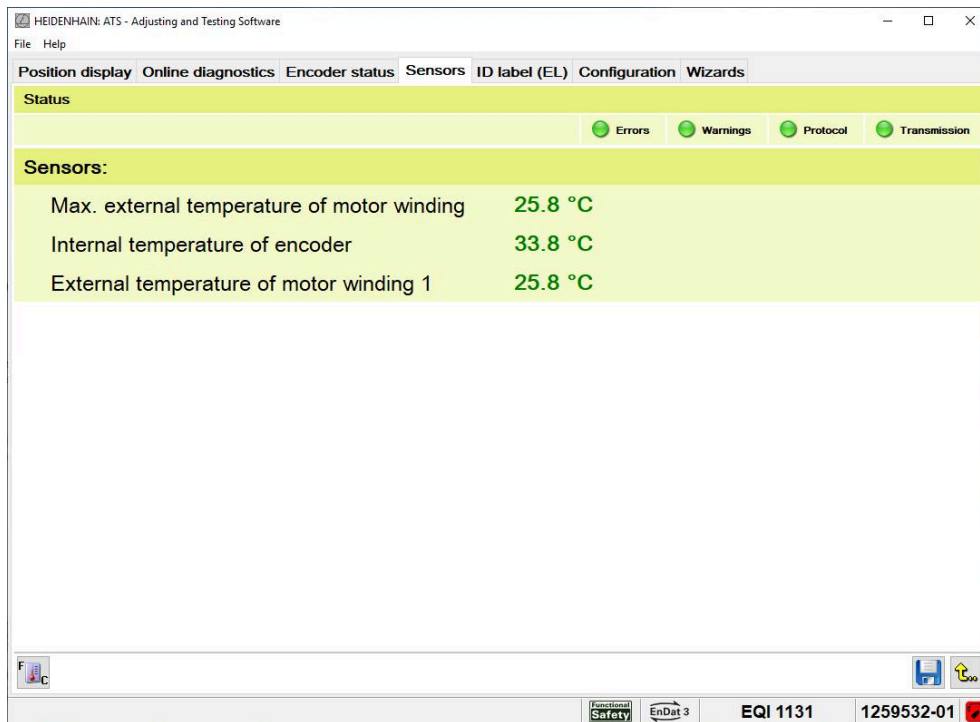 HEIDENHAIN: ATS - Adjusting and Testing Software
File Help
Position display Online diagnostics Encoder status Sensors ID label (EL) Configuration Wizards
Status
Errors Warnings Protocol Transmission
Sensors:
Max. external temperature of motor winding 25.8 °C
Internal temperature of encoder 33.8 °C
External temperature of motor winding 1 25.8 °C
F C
Functional Safety EnDat 3 EQI 1131 1259532-01